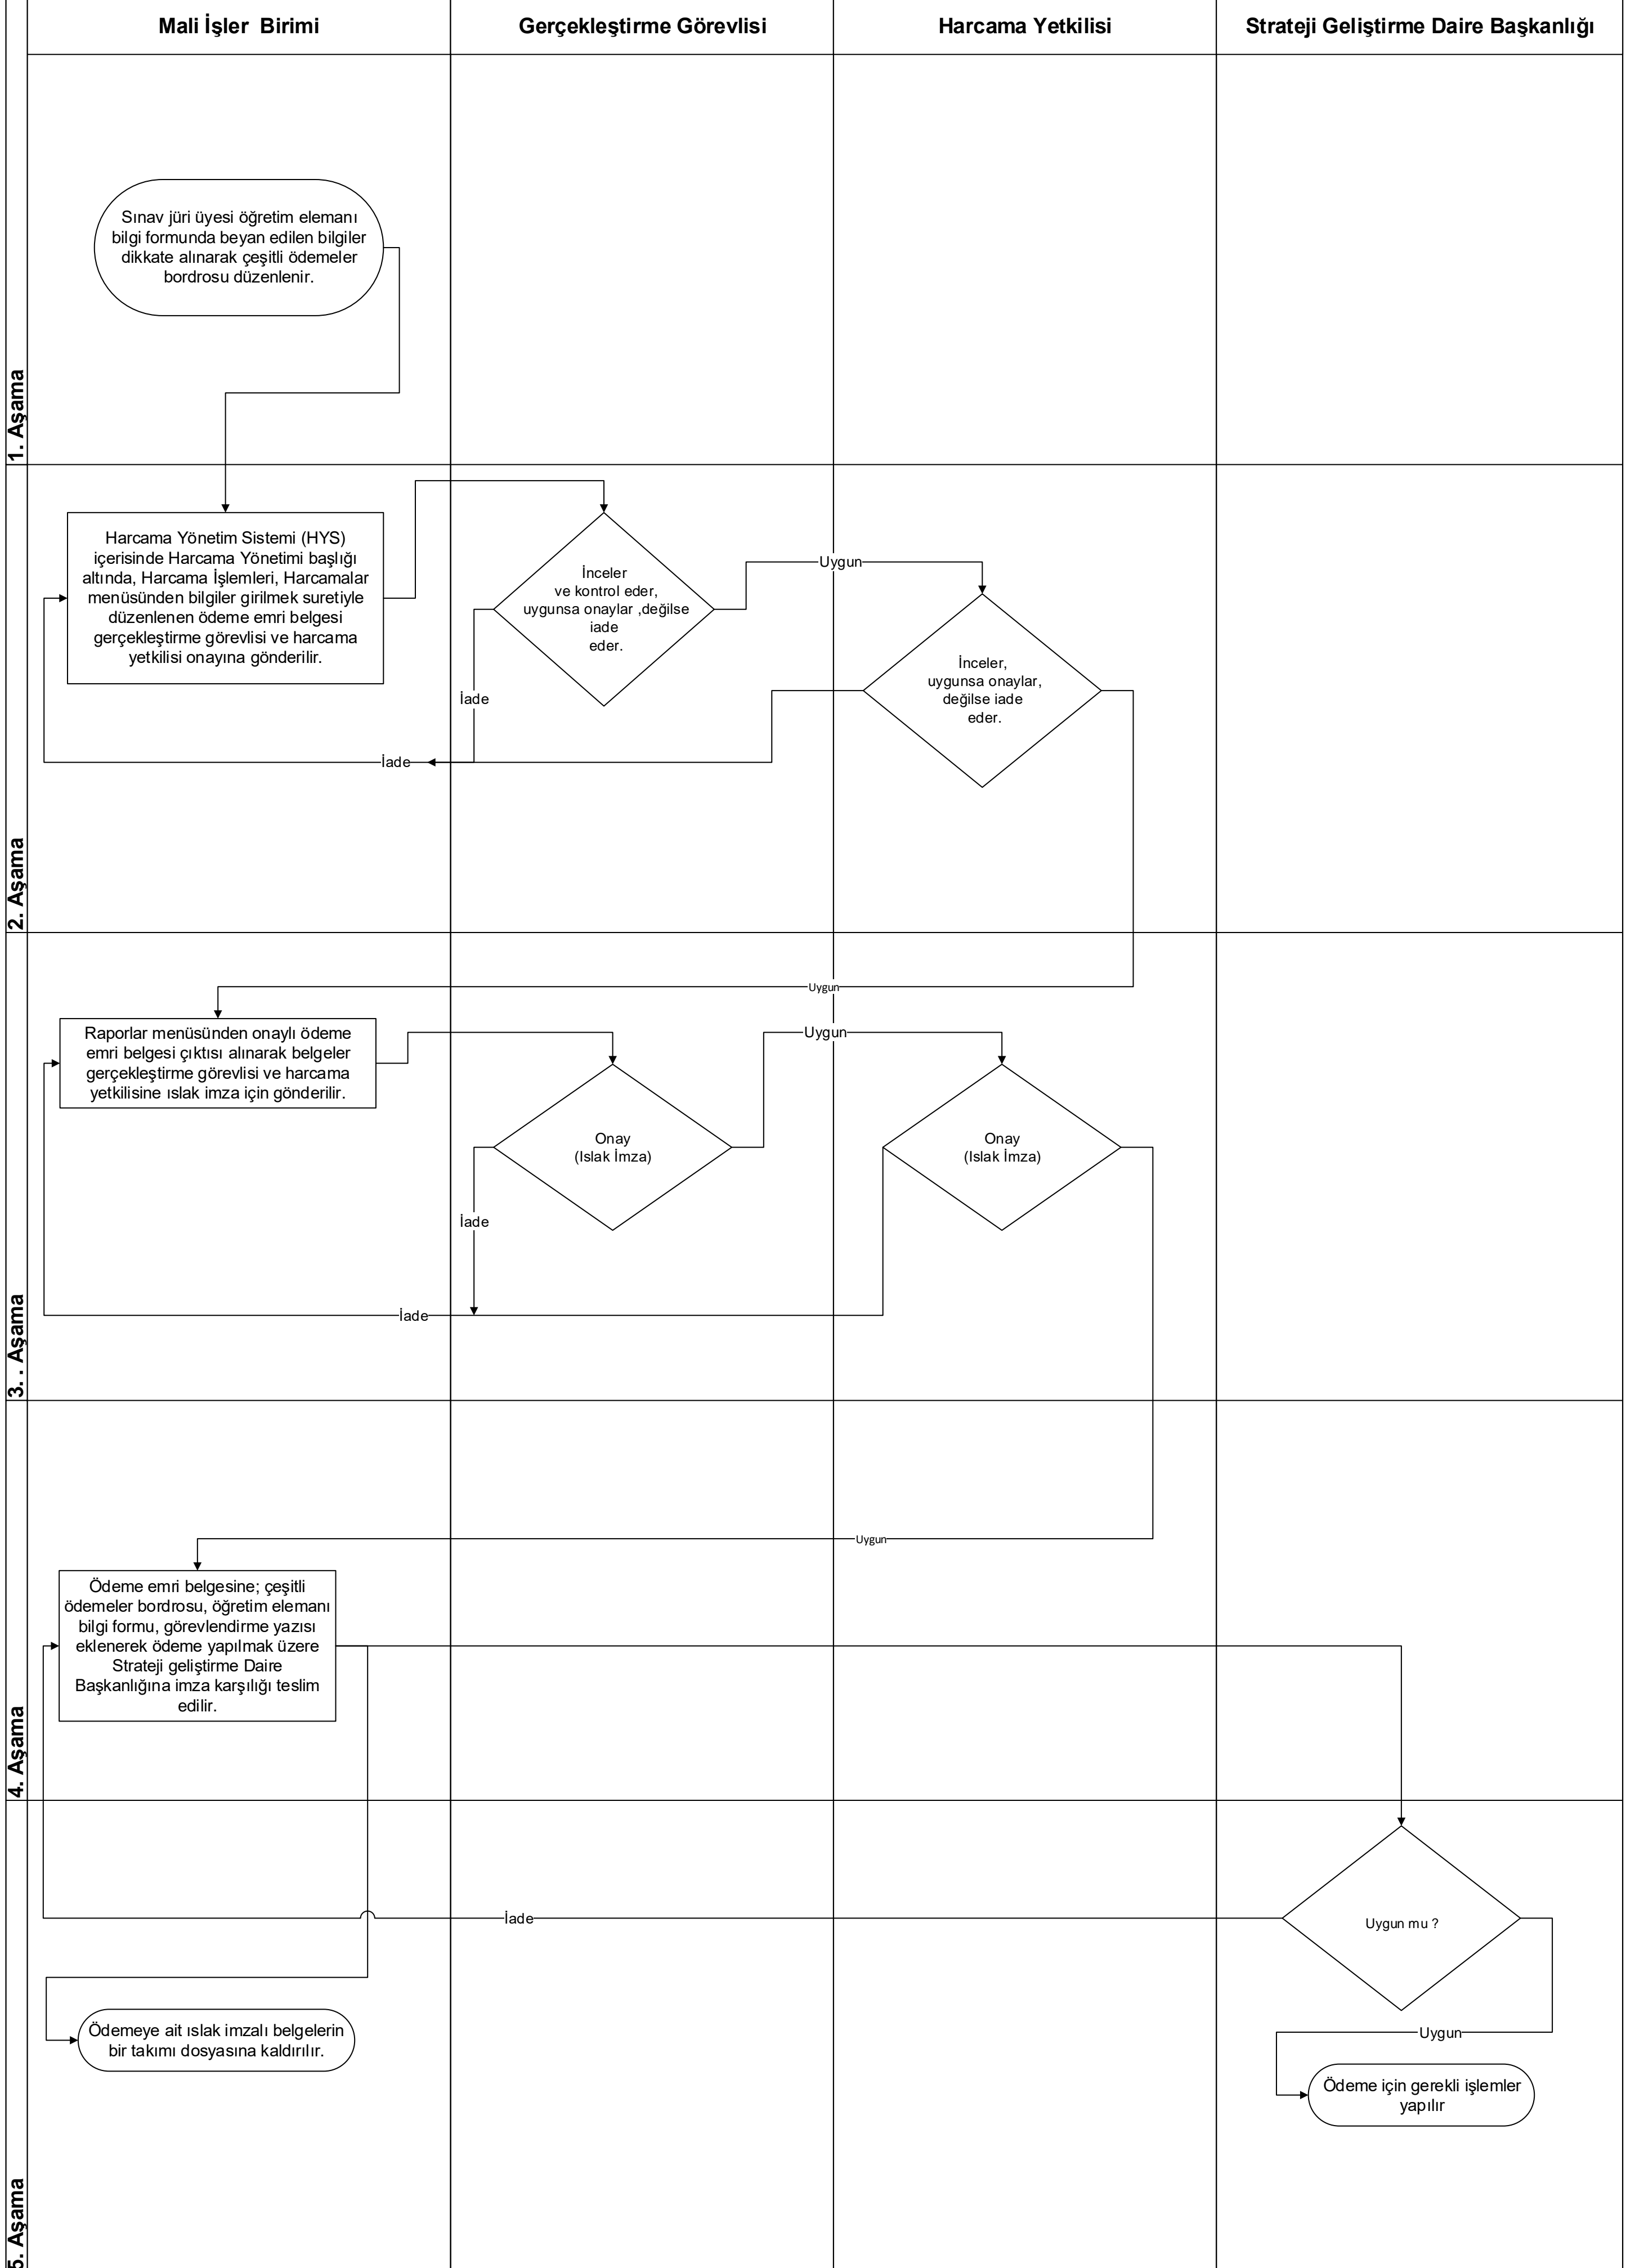 Mali İşler  Birimi
Gerçekleştirme Görevlisi
Harcama Yetkilisi
Strateji Geliştirme Daire Başkanlığı
1. Aşama
Sınav jüri üyesi öğretim elemanı
bilgi formunda beyan edilen bilgiler
dikkate alınarak çeşitli ödemeler
bordrosu düzenlenir.
2. Aşama
Harcama Yönetim Sistemi (HYS)
içerisinde Harcama Yönetimi başlığı
altında, Harcama İşlemleri, Harcamalar
menüsünden bilgiler girilmek suretiyle
düzenlenen ödeme emri belgesi
gerçekleştirme görevlisi ve harcama
yetkilisi onayına gönderilir.
İnceler
ve kontrol eder,
uygunsa onaylar ,değilse
iade
eder.
Uygun
İnceler,
uygunsa onaylar,
değilse iade
eder.
İade
İade
3. . Aşama
Uygun
Raporlar menüsünden onaylı ödeme
emri belgesi çıktısı alınarak belgeler
gerçekleştirme görevlisi ve harcama
yetkilisine ıslak imza için gönderilir.
Uygun
Onay
(Islak İmza)
Onay
(Islak İmza)
İade
İade
4. Aşama
Uygun
Ödeme emri belgesine; çeşitli
ödemeler bordrosu, öğretim elemanı
bilgi formu, görevlendirme yazısı
eklenerek ödeme yapılmak üzere
Strateji geliştirme Daire
Başkanlığına imza karşılığı teslim
edilir.
5. Aşama
Uygun mu ?
İade
Ödemeye ait ıslak imzalı belgelerin
bir takımı dosyasına kaldırılır.
Uygun
Ödeme için gerekli işlemler
yapılır